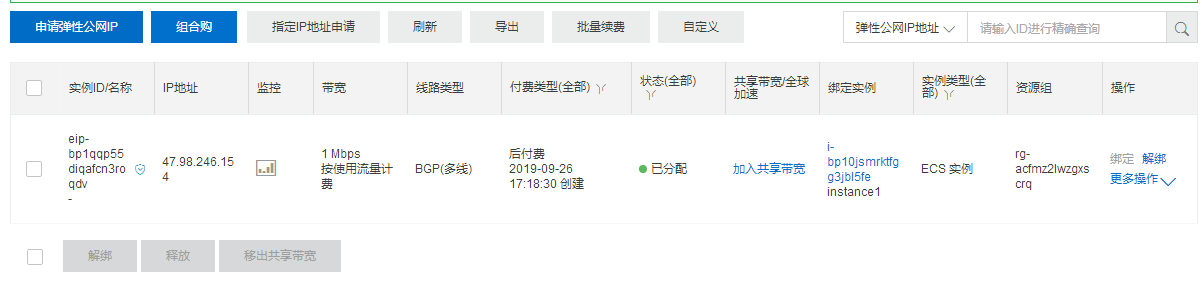 申请弹性公网IP 组合购 指定IP地址申请 刷新 导出 批量续费 自定义 弹性公网IP地址 请输入ID进行精确查询
实例ID/名称 IP地址 监控 带宽 线路类型 付费类型(全部) 状态(全部) 共享带宽/全球加速 绑定实例 实例类型(全部) 资源组 操作
eip-
bp1qqp55
diqafcn3ro
qdv
-
47.98.246.15
4
1 Mbps
按使用流量计
费
BGP(多线)
后付费
2019-09-26
17:18:30 创建
已分配
加入共享带宽
i-
bp10jsmrktfg
g3jbl5fe
instance1
ECS 实例
rg-
acfmz2lwzgxs
crq
绑定 解绑
更多操作
解绑 释放 移出共享带宽